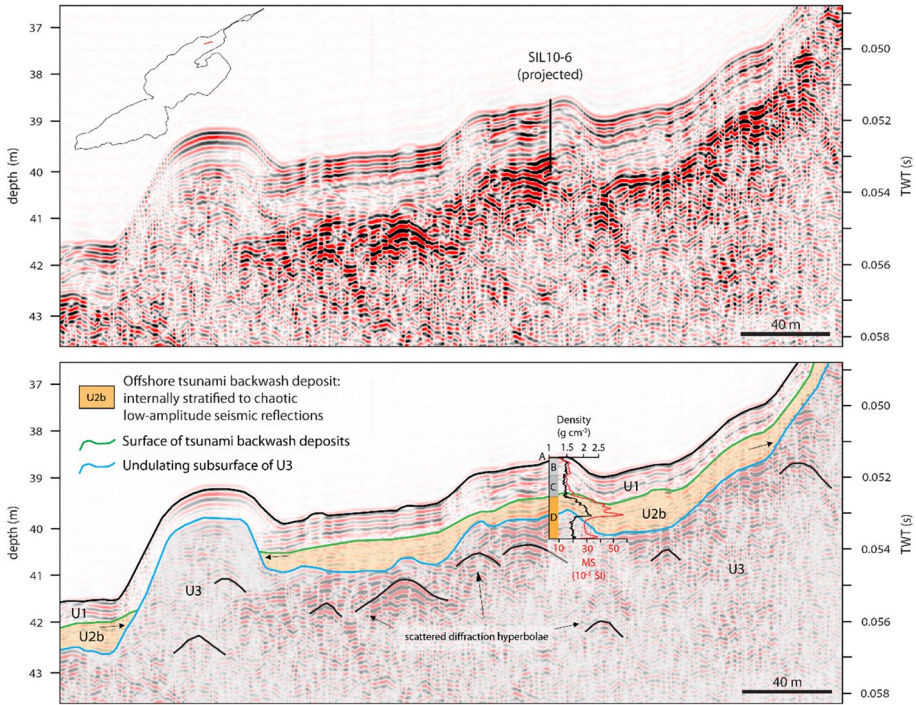 37
38
39
40
41
42
43
depth (m)
SIL10-6
(projected)
0.050
0.052
0.054
0.056
0.058
TWT (s)
40 m
37
38
39
40
41
42
43
depth (m)
U2b
Offshore tsunami backwash deposit:
internally stratified to chaotic
low-amplitude seismic reflections
Surface of tsunami backwash deposits
Undulating subsurface of U3
Density
(g cm-3)
1 1.5 2 2.5
A
B
C
D
10 30 50
MS
(10-5 SI)
U1
U2b
U3
U3
U1
U2b
scattered diffraction hyperbolae
0.050
0.052
0.054
0.056
0.058
TWT (s)
40 m